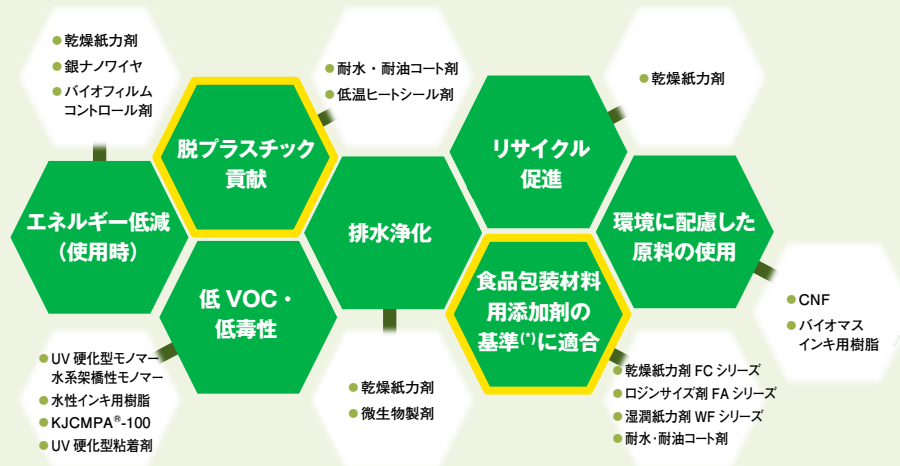 ● 乾燥紙力剤
● 銀ナノワイヤ
● バイオフィルム
コントロール剤
● 耐水・耐油コート剤
● 低温ヒートシール剤
● 乾燥紙力剤
脱プラスチック
貢献
リサイクル
促進
エネルギー低減
（使用時）
排水浄化
環境に配慮した
原料の使用
低 VOC・
低毒性
食品包装材料
用添加剤の
基準(*)に適合
● CNF
● バイオマス
インキ用樹脂
● UV 硬化型モノマー
水系架橋性モノマー
● 水性インキ用樹脂
● KJCMPA®-100
● UV 硬化型粘着剤
● 乾燥紙力剤
● 微生物製剤
● 乾燥紙力剤 FC シリーズ
● ロジンサイズ剤 FA シリーズ
● 湿潤紙力剤 WF シリーズ
● 耐水・耐油コート剤